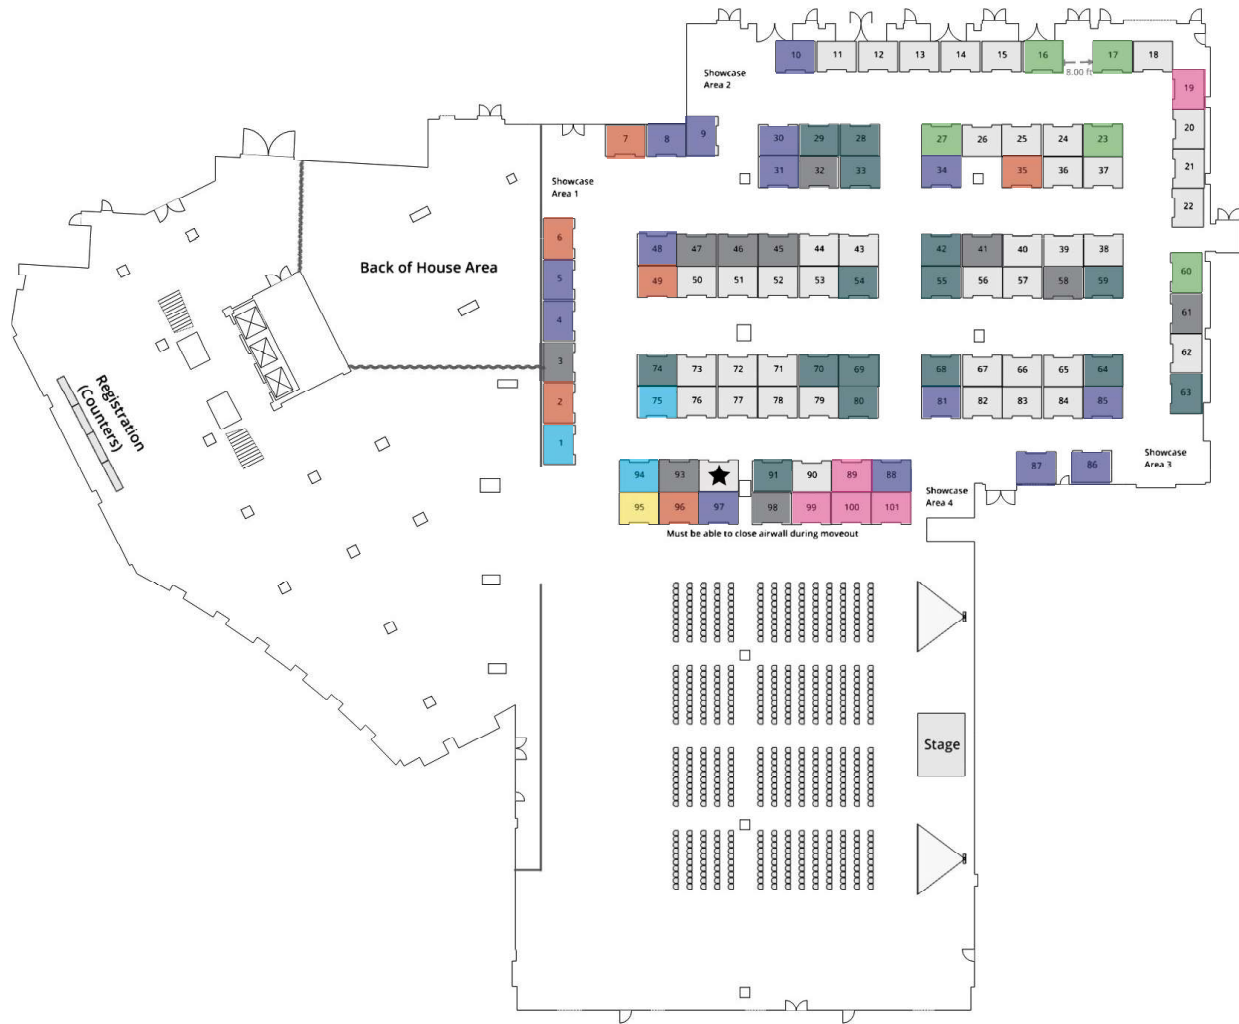 10 11 12 13 14 15 16 17 18
8.00 ft
Showcase
Area 2
19
20
21
22
7 8 9
30 29 28
31 32 33
27 26 25 24 23
34 35 36 37
Showcase
Area 1
6
5
4
3
2
1
Back of House Area
48 47 46 45 44 43
49 50 51 52 53 54
42 41 40 39 38
55 56 57 58 59
60
61
62
63
74 73 72 71 70 69
75 76 77 78 79 80
68 67 66 65 64
81 82 83 84 85
Registration
(Counters)
87 86
Showcase
Area 3
94 93
95 96 97
91 90 89 88
98 99 100 101
Showcase
Area 4
Must be able to close airwall during moveout
Stage